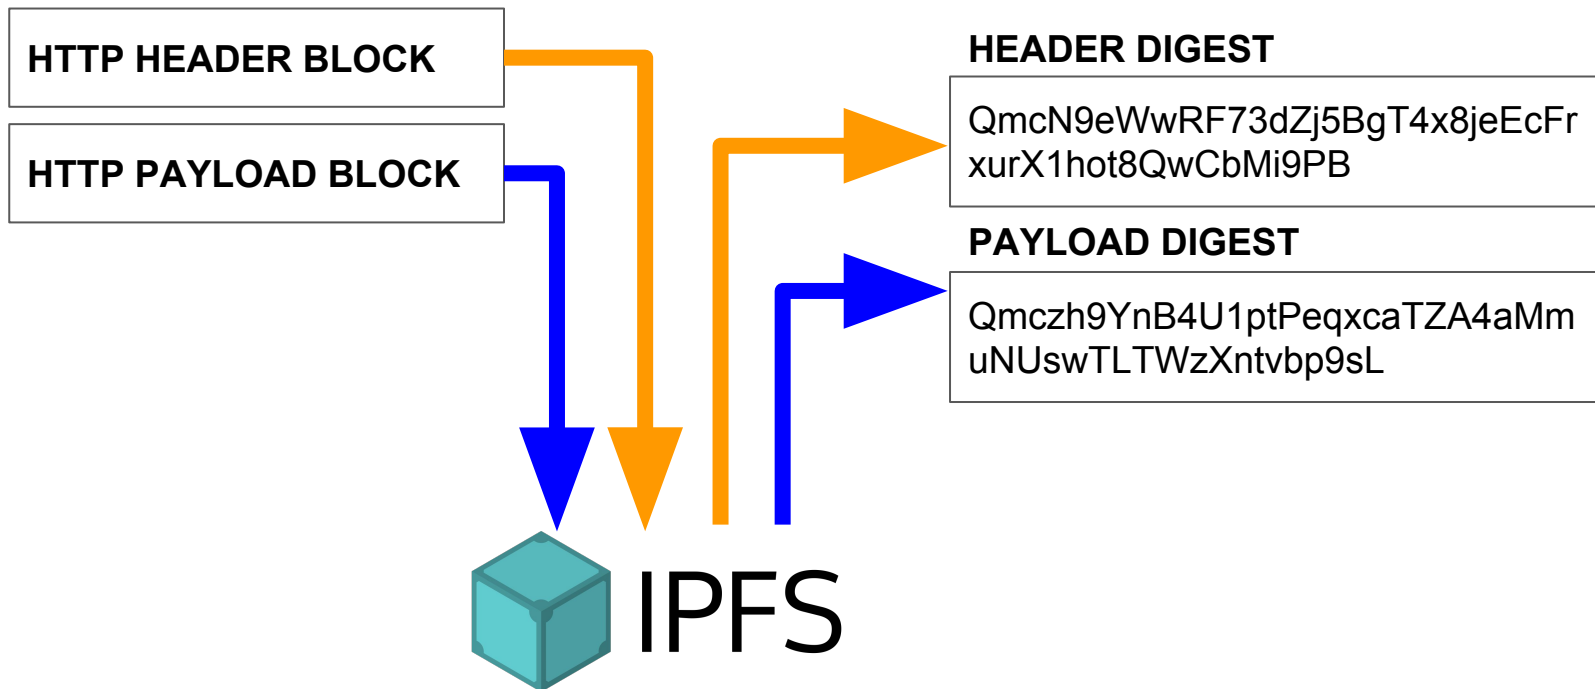 HTTP HEADER BLOCK
HTTP PAYLOAD BLOCK
HEADER DIGEST
QmcN9eWwRF73dZj5BgT4x8jeEcFr
xurX1hot8QwCbMi9PB
PAYLOAD DIGEST
Qmczh9YnB4U1ptPeqxcaTZA4aMm
uNUswTLTWzXntvbp9sL
IPFS